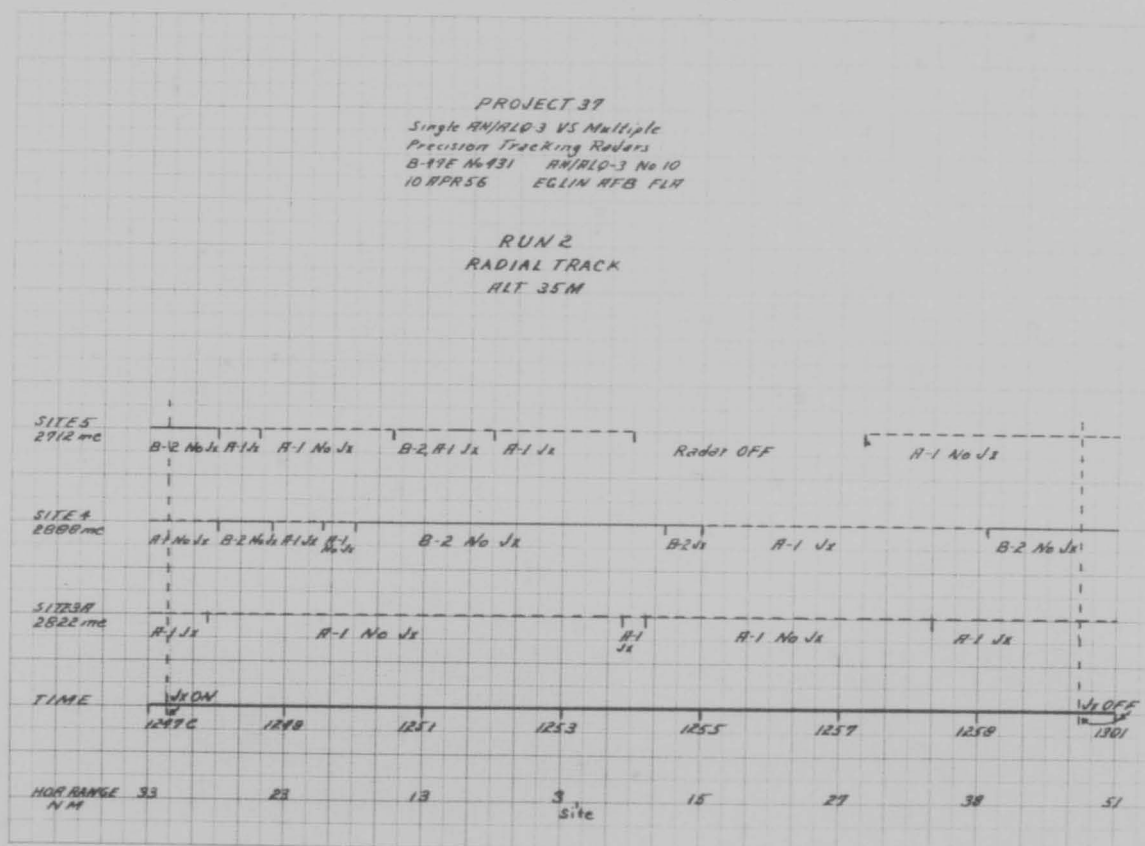 PROJECT 37
Single AN/ALQ-3 VS Multiple
Precision Tracking Radars
B-47E No 431 AN/ALQ-3 No 10
10 APR 56 EGLIN AFB FLA
RUN 2
RADIAL TRACK
ALT 35M
SITE 5
2712 mc
B-2 No Jx A-1 Jx A-1 No Jx B-2, A-1 Jx A-1 Jx Radar OFF A-1 No Jx
SITE 4
2888 mc
A-1 No Jx B-2 No Jx A-1 Jx A-1 No Jx B-2 No Jx B-2 Jx A-1 Jx B-2 No Jx
SITE 3A
2822 mc
A-1 Jx A-1 No Jx A-1 Jx A-1 No Jx A-1 Jx
TIME Jx ON Jx OFF
1247 C 1248 1251 1253 1255 1257 1258 1301
HOR RANGE 33 23 13 3 15 27 38 51
NM Site